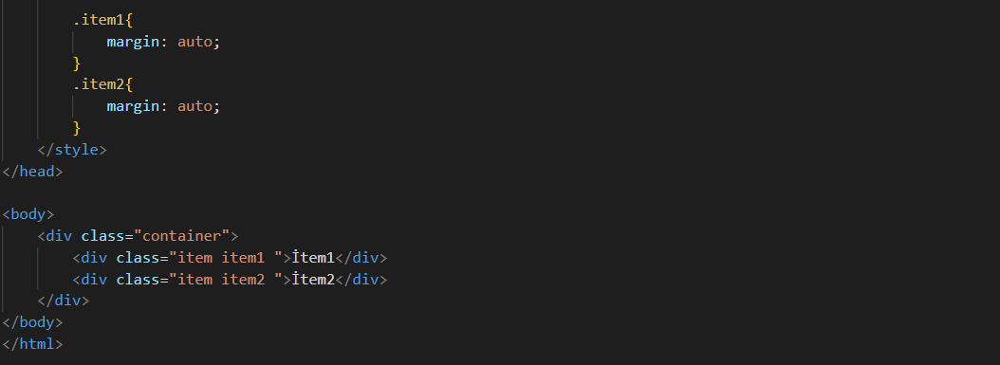 .item1{
margin: auto;
}
.item2{
margin: auto;
}
</style>
</head>
<body>
<div class="container">
<div class="item item1 ">İtem1</div>
<div class="item item2 ">İtem2</div>
</div>
</body>
</html>